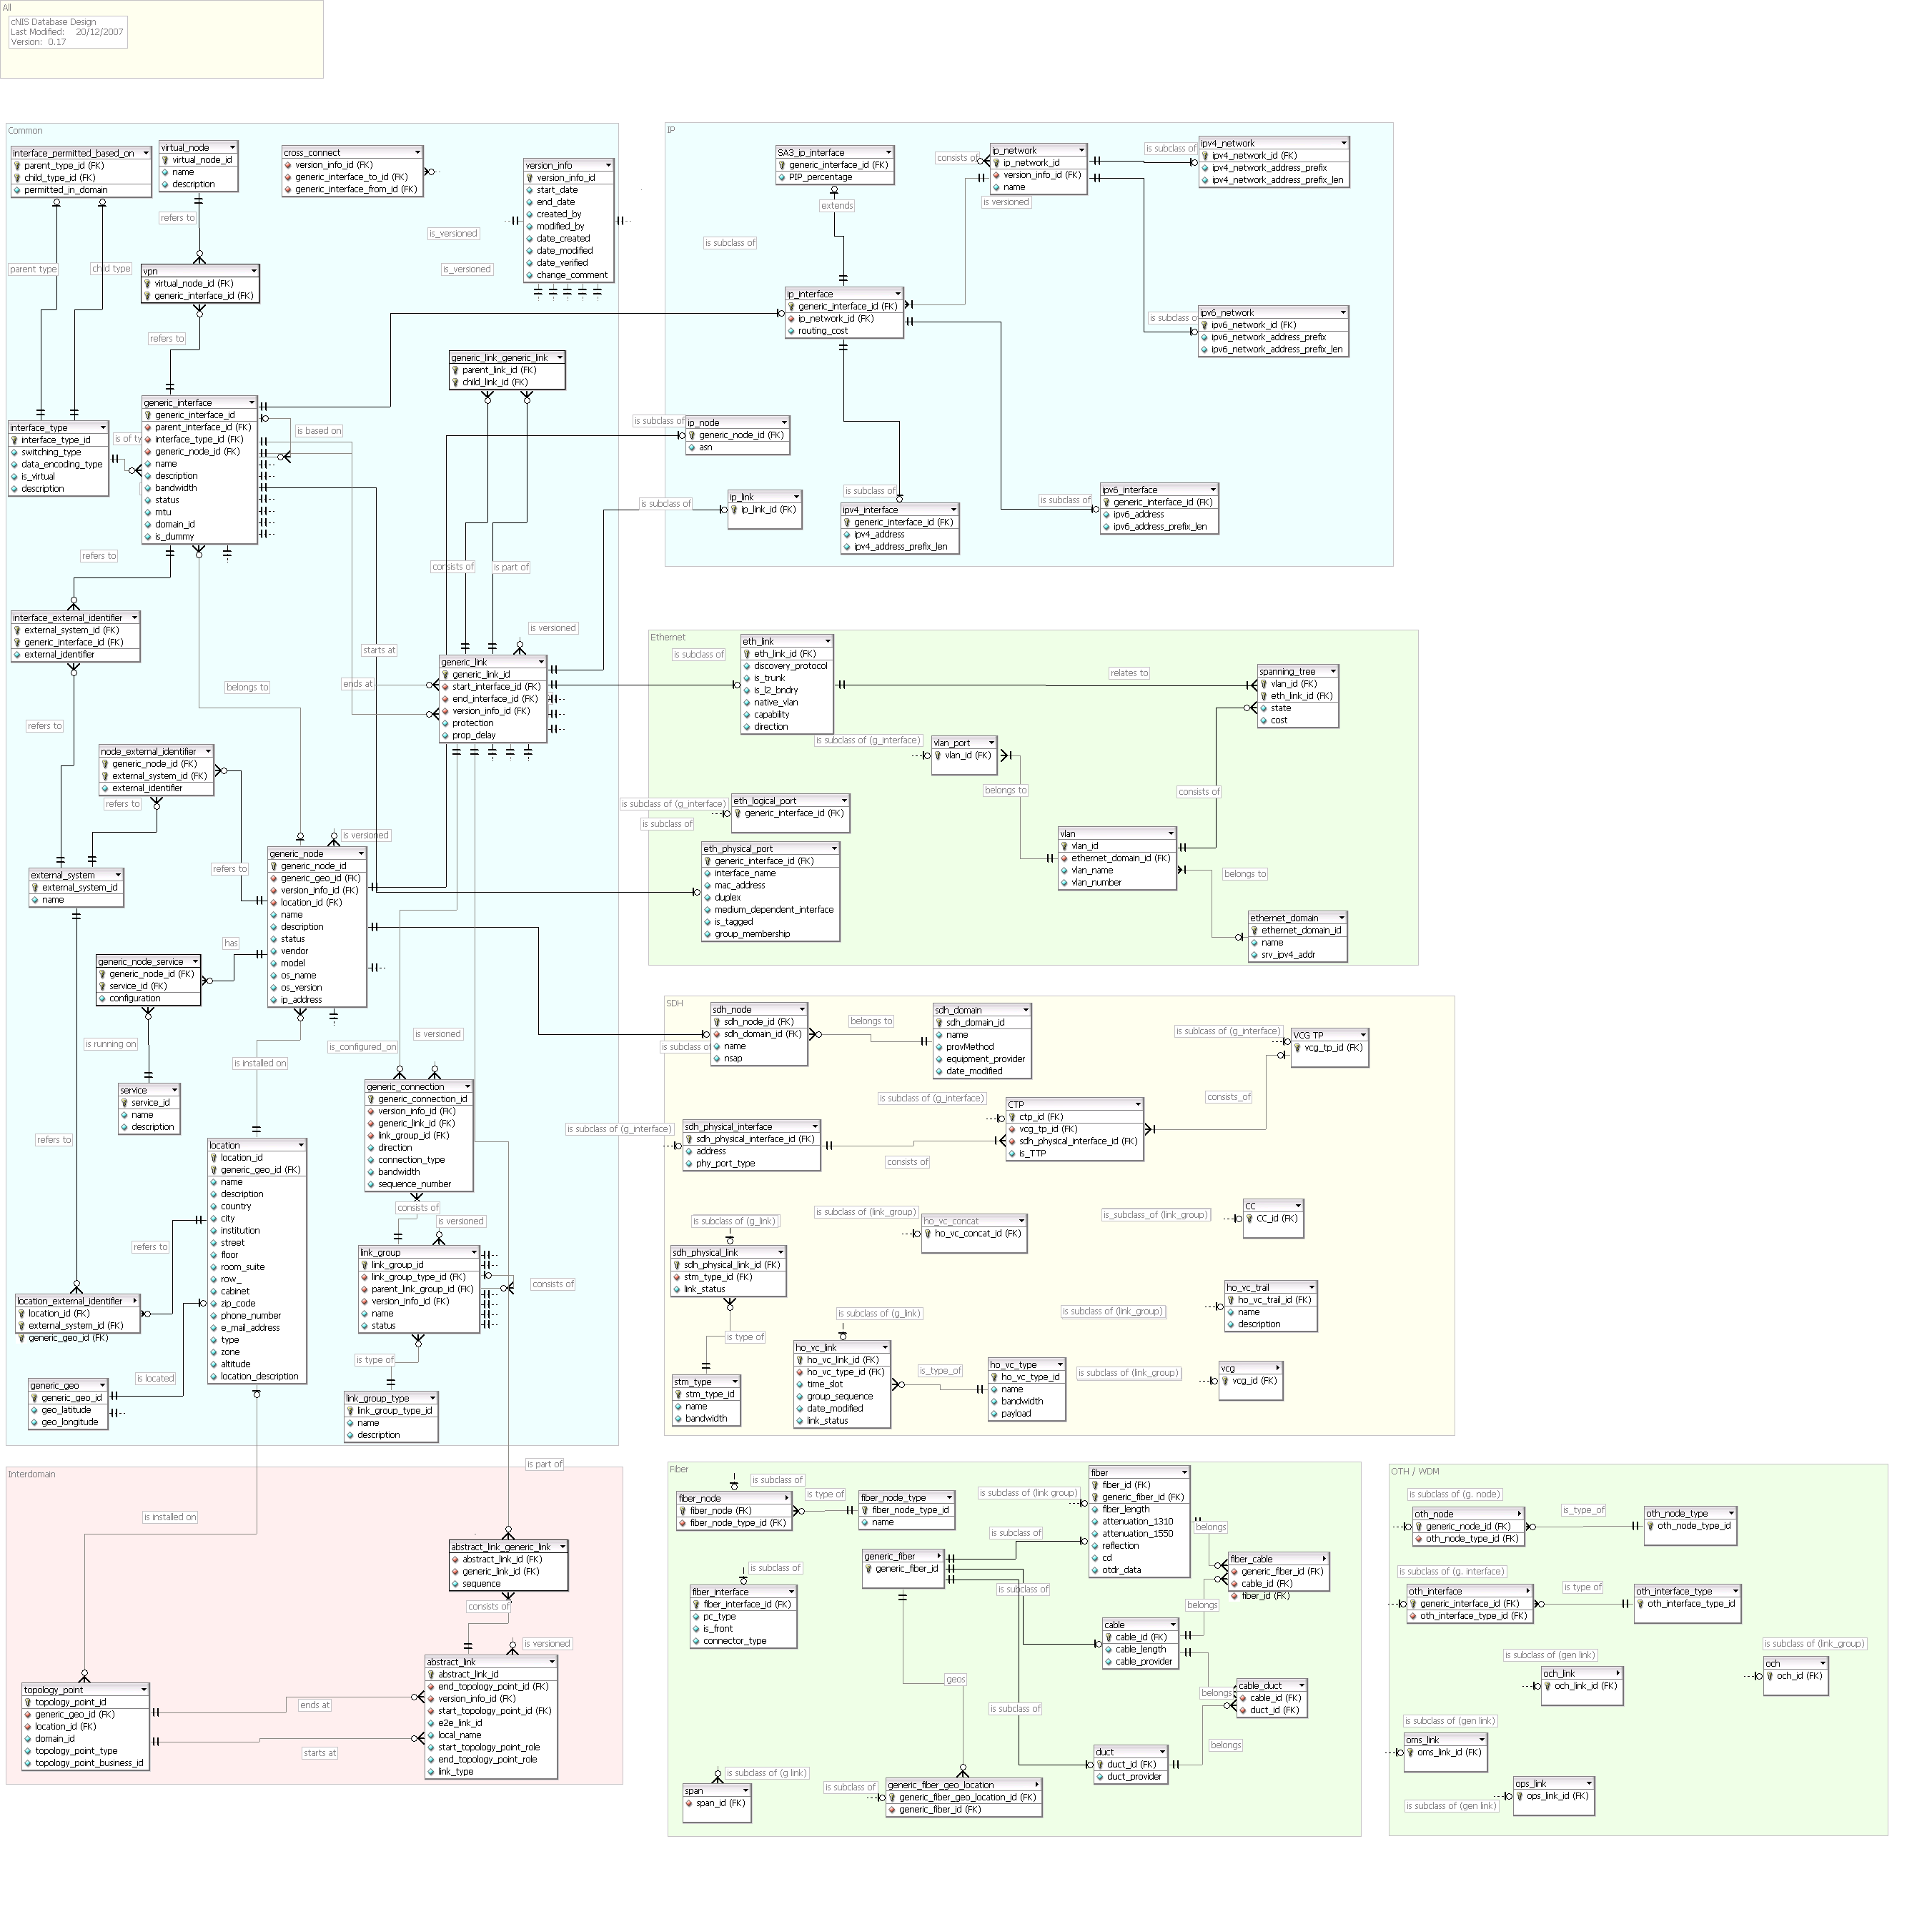 All
cNIS Database Design
Last Modified: 20/12/2007
Version: 0.17
Common
interface_permitted_based_on
parent_type_id (FK)
child_type_id (FK)
permitted_in_domain
virtual_node
virtual_node_id
name
description
cross_connect
version_info_id (FK)
generic_interface_to_id (FK)
generic_interface_from_id (FK)
version_info
version_info_id
start_date
end_date
created_by
modified_by
date_created
date_modified
date_verified
change_comment
refers to
is_versioned
is_versioned
parent type
child type
vpn
virtual_node_id (FK)
generic_interface_id (FK)
refers to
generic_link_generic_link
parent_link_id (FK)
child_link_id (FK)
generic_interface
generic_interface_id
parent_interface_id (FK)
interface_type_id (FK)
generic_node_id (FK)
name
description
bandwidth
status
mtu
domain_id
is_dummy
interface_type
interface_type_id
switching_type
data_encoding_type
is_virtual
description
is of ty
is based on
refers to
consists of
is part of
interface_external_identifier
external_system_id (FK)
generic_interface_id (FK)
external_identifier
is versioned
starts at
ends at
belongs to
generic_link
generic_link_id
start_interface_id (FK)
end_interface_id (FK)
version_info_id (FK)
protection
prop_delay
refers to
node_external_identifier
generic_node_id (FK)
external_system_id (FK)
external_identifier
refers to
is versioned
refers to
generic_node
generic_node_id
generic_geo_id (FK)
version_info_id (FK)
location_id (FK)
name
description
status
vendor
model
os_name
os_version
ip_address
external_system
external_system_id
name
has
generic_node_service
generic_node_id (FK)
service_id (FK)
configuration
is running on
is installed on
is_configured_on
is versioned
service
service_id
name
description
generic_connection
generic_connection_id
version_info_id (FK)
generic_link_id (FK)
link_group_id (FK)
direction
connection_type
bandwidth
sequence_number
refers to
location
location_id
generic_geo_id (FK)
name
description
country
city
institution
street
floor
room_suite
row_
cabinet
zip_code
phone_number
e_mail_address
type
zone
altitude
location_description
consists of
is versioned
refers to
link_group
link_group_id
link_group_type_id (FK)
parent_link_group_id (FK)
version_info_id (FK)
name
status
consists of
location_external_identifier
location_id (FK)
external_system_id (FK)
generic_geo_id (FK)
is type of
is located
generic_geo
generic_geo_id
geo_latitude
geo_longitude
link_group_type
link_group_type_id
name
description
Interdomain
is part of
is installed on
abstract_link_generic_link
abstract_link_id (FK)
generic_link_id (FK)
sequence
consists of
is versioned
topology_point
topology_point_id
generic_geo_id (FK)
location_id (FK)
domain_id
topology_point_type
topology_point_business_id
ends at
starts at
abstract_link
abstract_link_id
end_topology_point_id (FK)
version_info_id (FK)
start_topology_point_id (FK)
e2e_link_id
local_name
start_topology_point_role
end_topology_point_role
link_type
IP
SA3_ip_interface
generic_interface_id (FK)
PIP_percentage
extends
is subclass of
consists of
ip_network
ip_network_id
version_info_id (FK)
name
is versioned
is subclass of
ipv4_network
ipv4_network_id (FK)
ipv4_network_address_prefix
ipv4_network_address_prefix_len
ip_interface
generic_interface_id (FK)
ip_network_id (FK)
routing_cost
is subclass o
ipv6_network
ipv6_network_id (FK)
ipv6_network_address_prefix
ipv6_network_address_prefix_len
is subclass of
ip_node
generic_node_id (FK)
asn
is subclass of
ip_link
ip_link_id (FK)
is subclass of
ipv4_interface
generic_interface_id (FK)
ipv4_address
ipv4_address_prefix_len
is subclass of
ipv6_interface
generic_interface_id (FK)
ipv6_address
ipv6_address_prefix_len
Ethernet
is subclass of
eth_link
eth_link_id (FK)
discovery_protocol
is_trunk
is_l2_bndry
native_vlan
capability
direction
relates to
spanning_tree
vlan_id (FK)
eth_link_id (FK)
state
cost
is subclass of (g_interface)
vlan_port
vlan_id (FK)
belongs to
consists of
is subclass of (g_interface)
is subclass of
eth_logical_port
generic_interface_id (FK)
eth_physical_port
generic_interface_id (FK)
interface_name
mac_address
duplex
medium_dependent_interface
is_tagged
group_membership
vlan
vlan_id
ethernet_domain_id (FK)
vlan_name
vlan_number
belongs to
ethernet_domain
ethernet_domain_id
name
srv_ipv4_addr
SDH
is subclass of
sdh_node
sdh_node_id (FK)
sdh_domain_id (FK)
name
nsap
belongs to
sdh_domain
sdh_domain_id
name
provMethod
equipment_provider
date_modified
is subclass of (g_interface)
VCG TP
vcg_tp_id (FK)
is subclass of (g_interface)
consists_of
CTP
ctp_id (FK)
vcg_tp_id (FK)
sdh_physical_interface_id (FK)
is_TTP
is subclass of (g_interface)
sdh_physical_interface
sdh_physical_interface_id (FK)
address
phy_port_type
consists of
is subclass of (g_link)
is subclass of (link_group)
ho_vc_concat
ho_vc_concat_id (FK)
is_subclass_of (link_group)
CC
CC_id (FK)
sdh_physical_link
sdh_physical_link_id (FK)
stm_type_id (FK)
link_status
is type of
is subclass of (g_link)
is subclass of (link_group)
ho_vc_trail
ho_vc_trail_id (FK)
name
description
stm_type
stm_type_id
name
bandwidth
ho_vc_link
ho_vc_link_id (FK)
ho_vc_type_id (FK)
time_slot
group_sequence
date_modified
link_status
is_type_of
ho_vc_type
ho_vc_type_id
name
bandwidth
payload
is subclass of (link_group)
vcg
vcg_id (FK)
Fiber
is subclass of
fiber_node
fiber_node (FK)
fiber_node_type_id (FK)
is type of
fiber_node_type
fiber_node_type_id
name
is subclass of (link group)
fiber
fiber_id (FK)
generic_fiber_id (FK)
fiber_length
attenuation_1310
attenuation_1550
reflection
cd
otdr_data
belongs
is subclass of
generic_fiber
generic_fiber_id
fiber_cable
generic_fiber_id (FK)
cable_id (FK)
fiber_id (FK)
is subclass of
fiber_interface
fiber_interface_id (FK)
pc_type
is_front
connector_type
is subclass of
belongs
cable
cable_id (FK)
cable_length
cable_provider
geos
is subclass of
belongs
cable_duct
cable_id (FK)
duct_id (FK)
belongs
duct
duct_id (FK)
duct_provider
is subclass of (g link)
span
span_id (FK)
is subclass of
generic_fiber_geo_location
generic_fiber_geo_location_id (FK)
generic_fiber_id (FK)
OTH / WDM
is subclass of (g. node)
oth_node
generic_node_id (FK)
oth_node_type_id (FK)
is_type_of
oth_node_type
oth_node_type_id
is subclass of (g. interface)
oth_interface
generic_interface_id (FK)
oth_interface_type_id (FK)
is type of
oth_interface_type
oth_interface_type_id
is subclass of (gen link)
och_link
och_link_id (FK)
is subclass of (link_group)
och
och_id (FK)
is subclass of (gen link)
oms_link
oms_link_id (FK)
is subclass of (gen link)
ops_link
ops_link_id (FK)